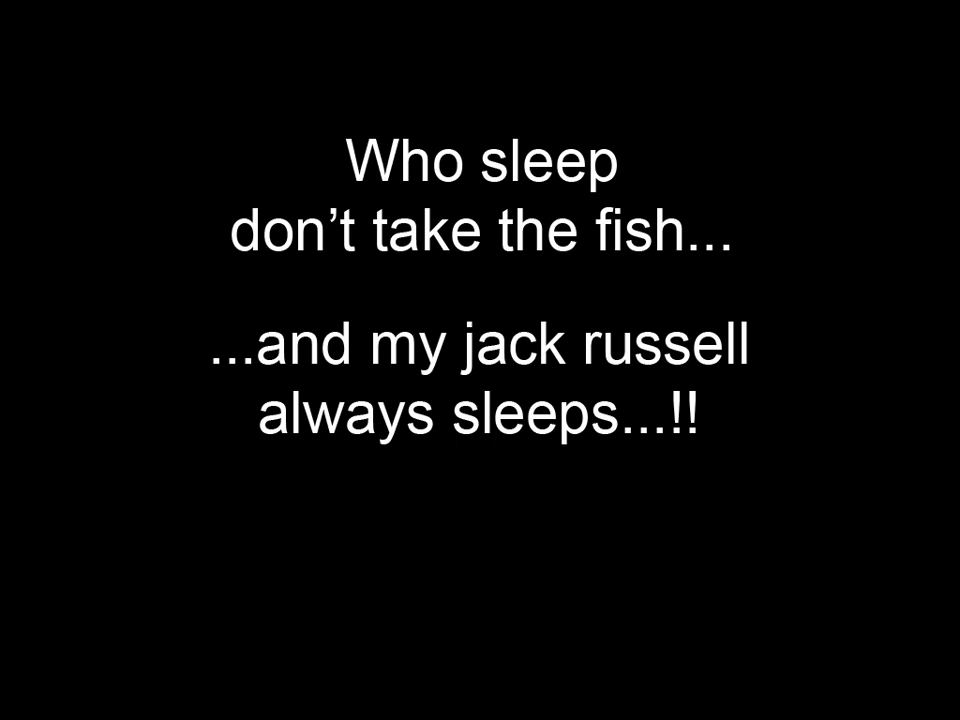 Who sleep
don’t take the fish...
...and my jack russell
always sleeps...!!